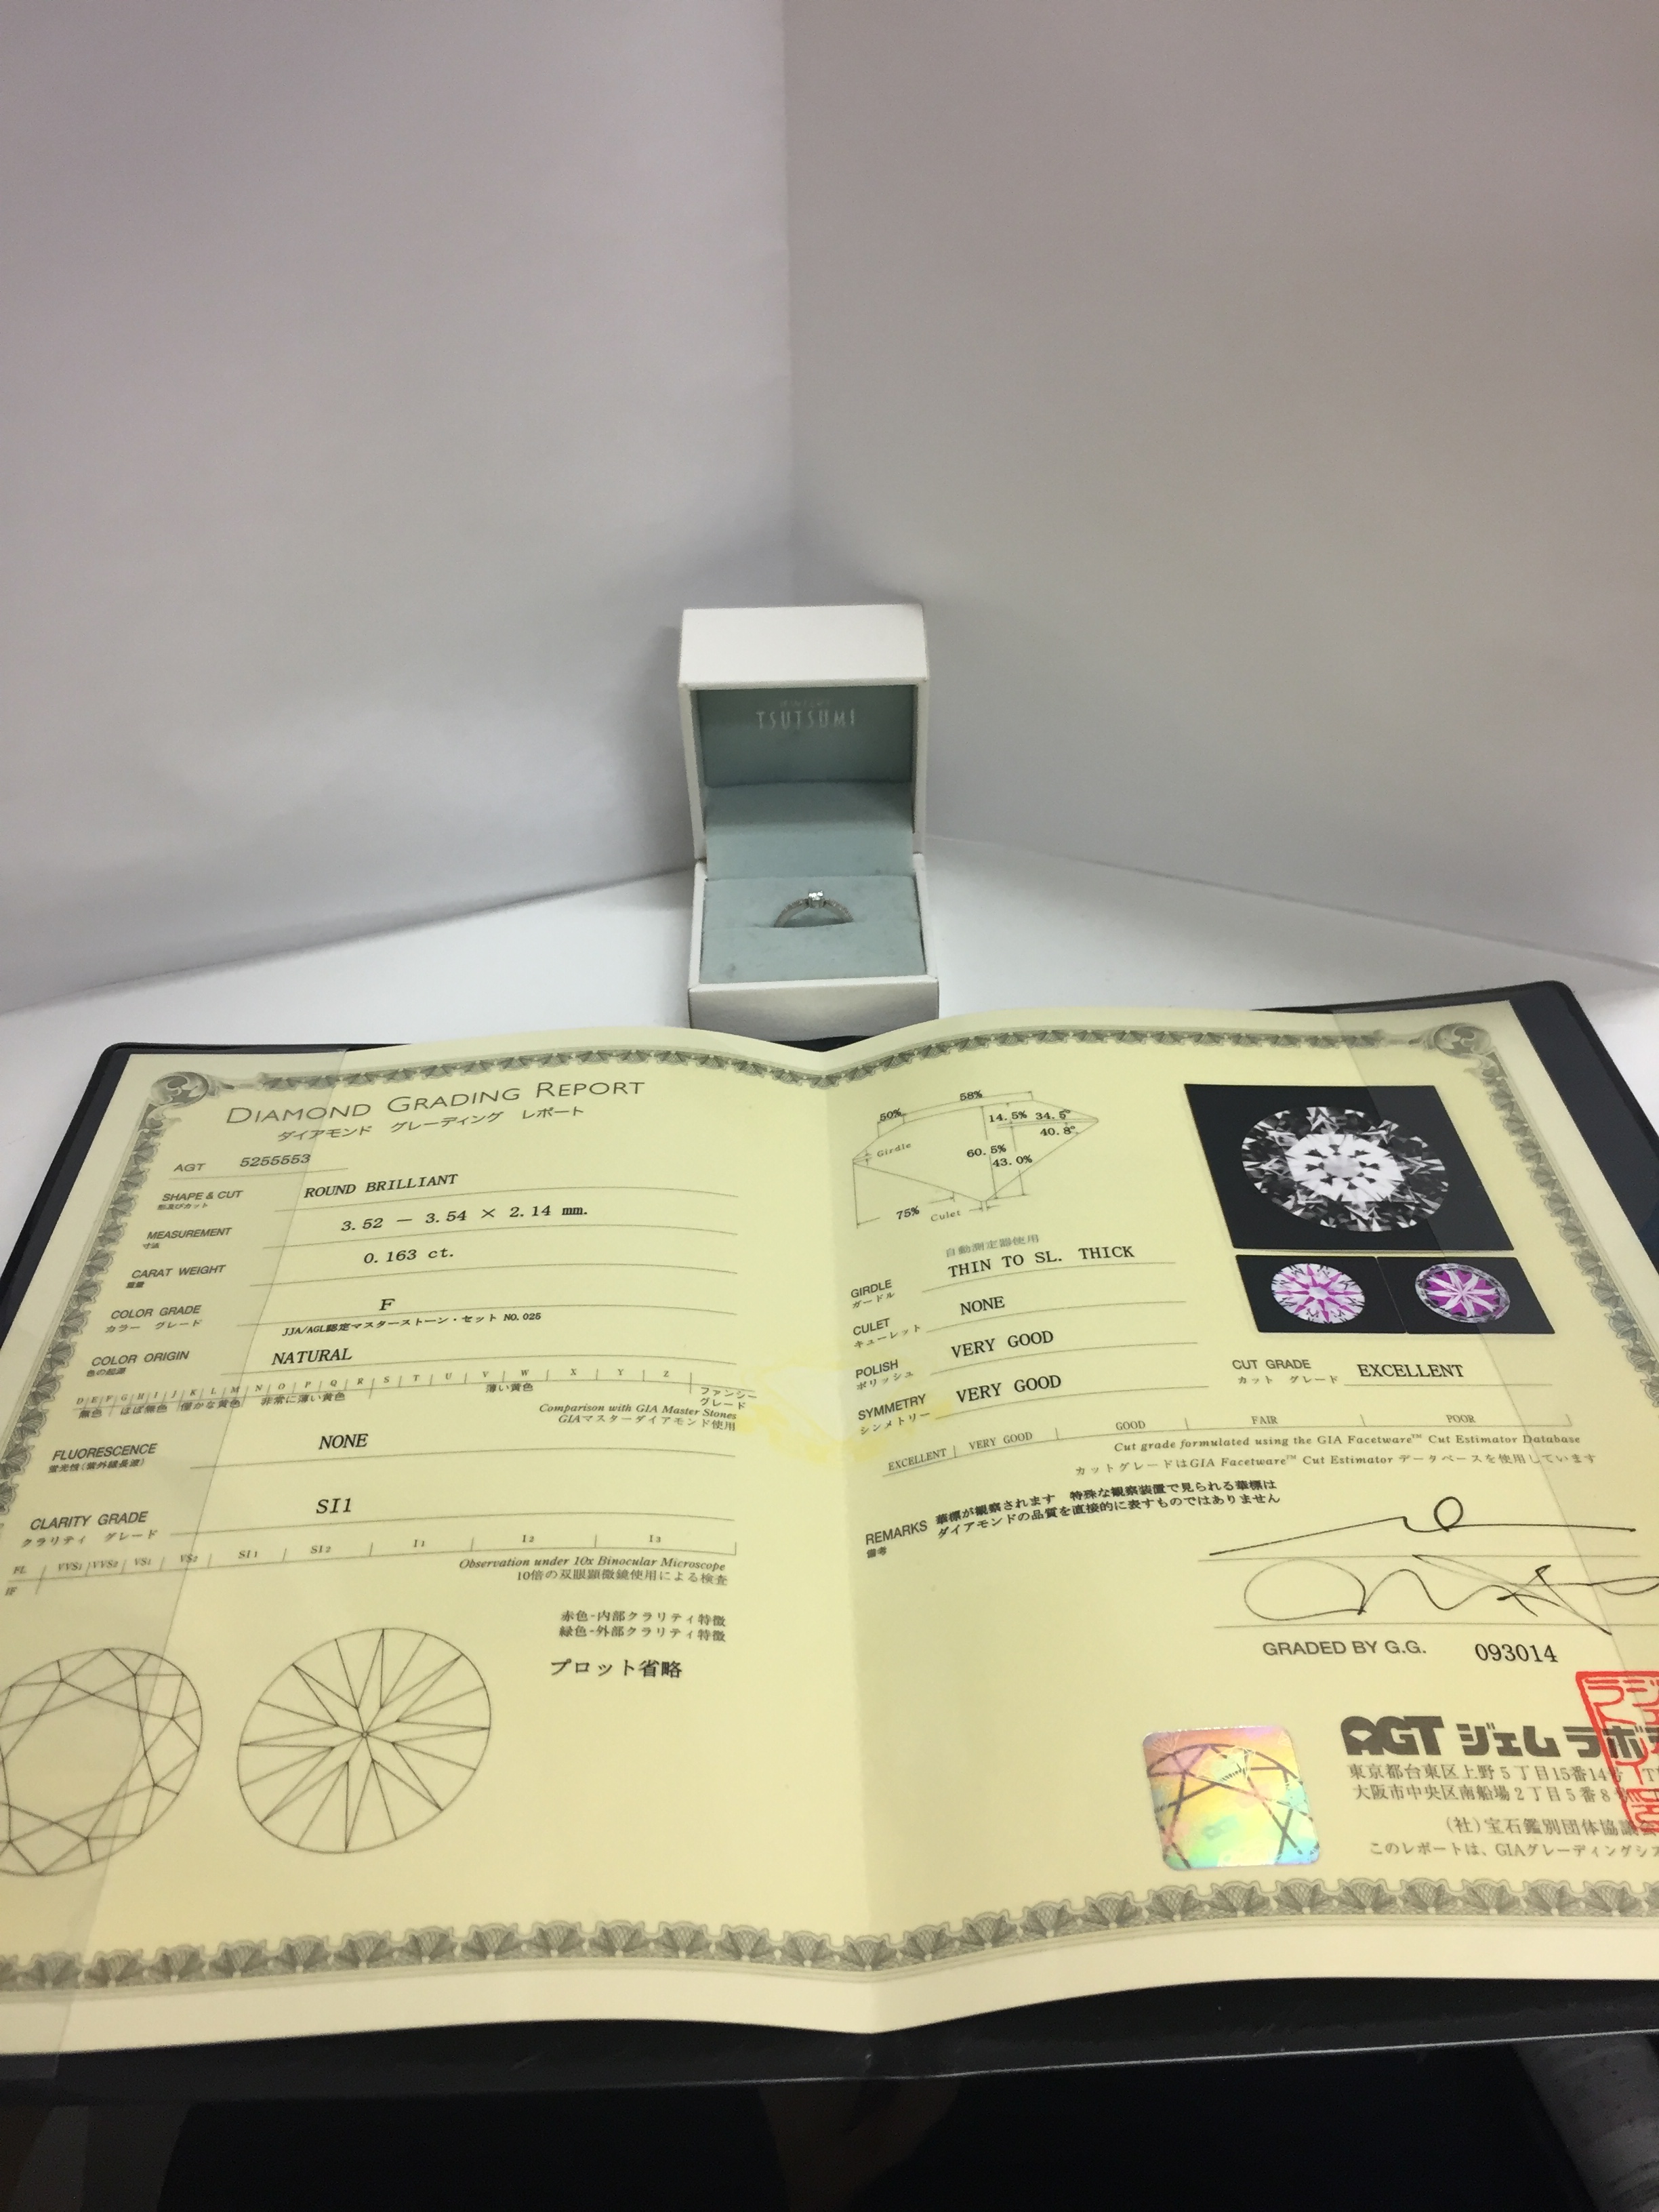 TSUTSUMI
DIAMOND GRADING REPORT
ダイアモンド グレーディング レポート
AGT 5255553
SHAPE & CUT ROUND BRILLIANT
形及びカット
MEASUREMENT 3.52 － 3.54 × 2.14 mm.
寸法
CARAT WEIGHT 0.163 ct.
重量
COLOR GRADE F
カラー グレード JJA/AGL認定マスターストーン・セット NO.025
COLOR ORIGIN NATURAL
色の起源
D E F G H I J K L M N O P Q R S T U V W X Y Z ファンシー
グレード
無色 ほぼ無色 僅かな黄色 非常に薄い黄色 薄い黄色
Comparison with GIA Master Stones
GIAマスターダイアモンド使用
FLUORESCENCE NONE
蛍光性(紫外線長波)
CLARITY GRADE SI1
クラリティ グレード
FL VVS1 VVS2 VS1 VS2 SI1 SI2 I1 I2 I3
IF
Observation under 10x Binocular Microscope
10倍の双眼顕微鏡使用による検査
赤色-内部クラリティ特徴
緑色-外部クラリティ特徴
プロット省略
58%
50%
14.5% 34.5°
40.8°
Girdle
60.5%
43.0%
75% Culet
自動測定器使用
GIRDLE THIN TO SL. THICK
ガードル
CULET NONE
キューレット
POLISH VERY GOOD
ポリッシュ
SYMMETRY VERY GOOD
シンメトリー
CUT GRADE EXCELLENT
カット グレード
EXCELLENT VERY GOOD GOOD FAIR POOR
Cut grade formulated using the GIA Facetware™ Cut Estimator Database
カットグレードはGIA Facetware™ Cut Estimator データベースを使用しています
REMARKS 華標が観察されます 特殊な観察装置で見られる華標は
備考 ダイアモンドの品質を直接的に表すものではありません
GRADED BY G.G. 093014
AGT ジェム ラボ
東京都台東区上野5丁目15番14号 T
大阪市中央区南船場2丁目5番8
(社)宝石鑑別団体協議
このレポートは、GIAグレーディングシス